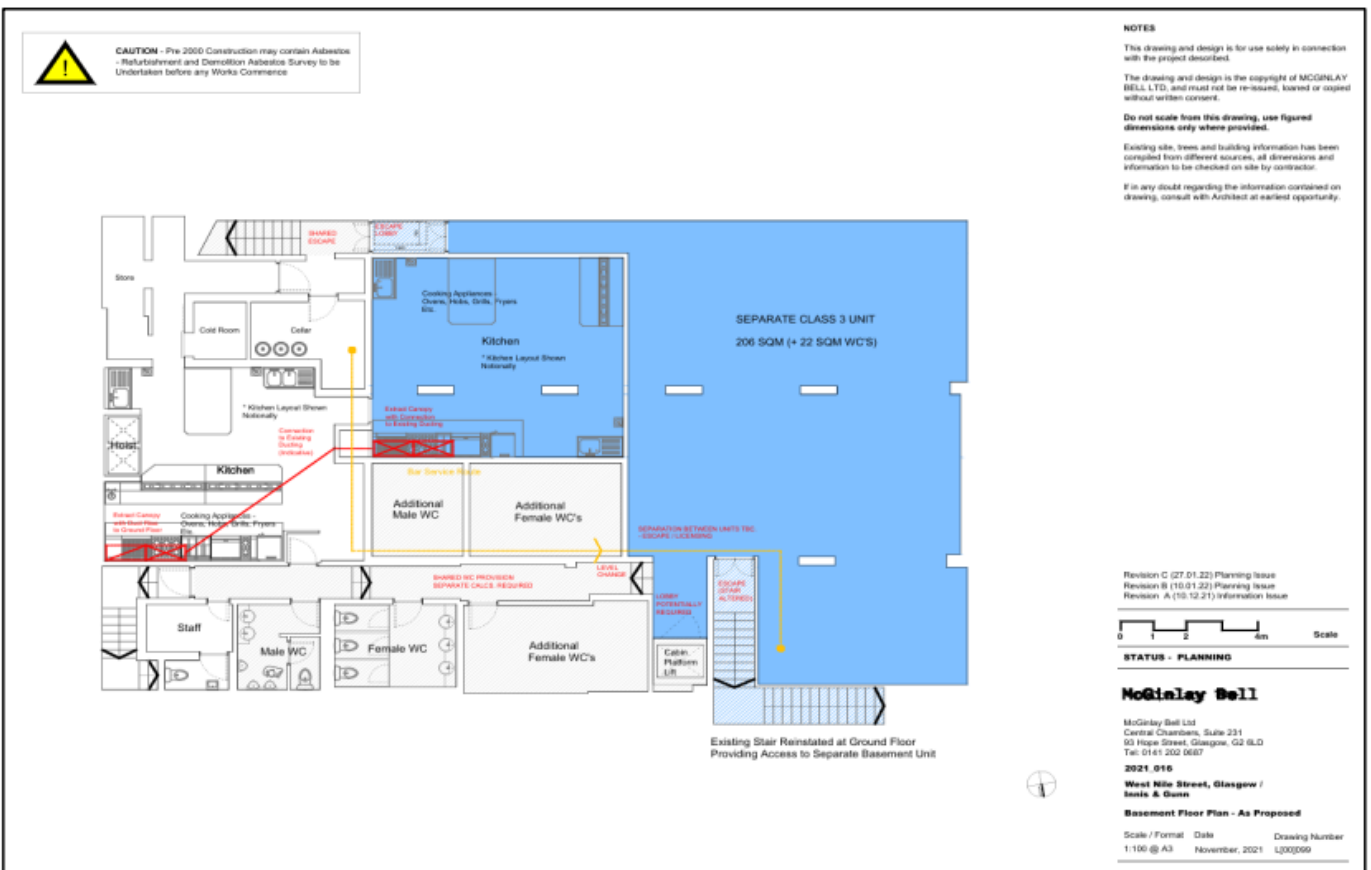 CAUTION - Pre 2000 Construction may contain Asbestos
- Refurbishment and Demolition Asbestos Survey to be
Undertaken before any Works Commence
NOTES
This drawing and design is for use solely in connection
with the project described.
The drawing and design is the copyright of MCGINLAY
BELL LTD, and must not be re-issued, loaned or copied
without written consent.
Do not scale from this drawing, use figured
dimensions only where provided.
Existing site, trees and building information has been
compiled from different sources, all dimensions and
information to be checked on site by contractor.
If in any doubt regarding the information contained on
drawing, consult with Architect at earliest opportunity.
SHARED
ESCAPE
ESCAPE
LOBBY
Store
Cold Room
Cellar
Cooking Appliances -
Ovens, Hobs, Grills, Fryers
Etc.
Kitchen
* Kitchen Layout Shown
Notionally
SEPARATE CLASS 3 UNIT
206 SQM (+ 22 SQM WC'S)
* Kitchen Layout Shown
Notionally
Extract Canopy
with Connection
to Existing Ducting
Connection
to Existing
Ducting
(Indicative)
Hoist
Kitchen
Bar Service Route
Extract Canopy
with Duct Rise
to Ground Floor
Cooking Appliances -
Ovens, Hobs, Grills, Fryers
Etc.
Additional
Male WC
Additional
Female WC's
SEPARATION BETWEEN UNITS TBC.
- ESCAPE / LICENSING
LEVEL
CHANGE
SHARED WC PROVISION
SEPARATE CALCS. REQUIRED
LOBBY
POTENTIALLY
REQUIRED
ESCAPE
(STAIR
ALTERED)
Staff
Male WC
Female WC
Additional
Female WC's
Cabin
Platform
Lift
Existing Stair Reinstated at Ground Floor
Providing Access to Separate Basement Unit
Revision C (27.01.22) Planning Issue
Revision B (10.01.22) Planning Issue
Revision A (10.12.21) Information Issue
0 1 2 4m Scale
STATUS - PLANNING
McGinlay Bell
McGinlay Bell Ltd
Central Chambers, Suite 231
93 Hope Street, Glasgow, G2 6LD
Tel: 0141 202 0687
2021_016
West Nile Street, Glasgow /
Innis & Gunn
Basement Floor Plan - As Proposed
Scale / Format Date Drawing Number
1:100 @ A3 November, 2021 L[00]099